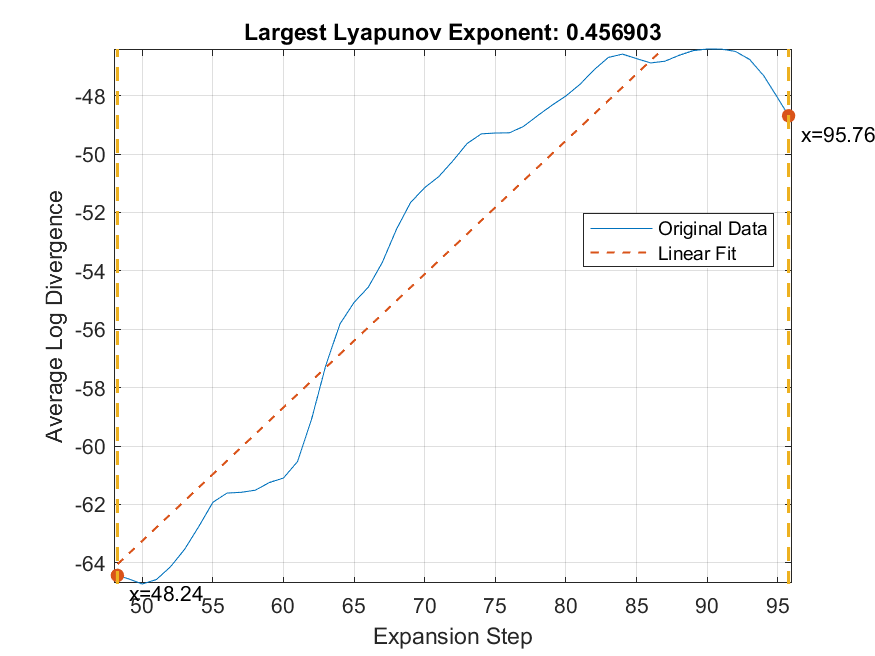 Largest Lyapunov Exponent: 0.456903
-48
-50
-52
-54
-56
-58
-60
-62
-64
Average Log Divergence
x=95.76
Original Data
Linear Fit
x=48.24
50 55 60 65 70 75 80 85 90 95
Expansion Step